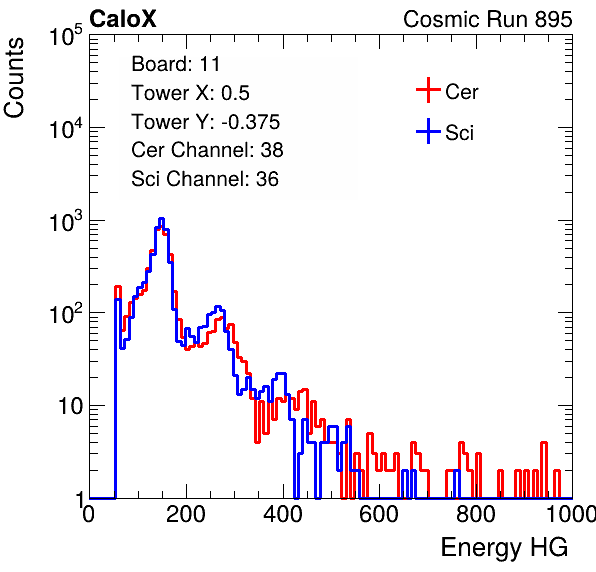 CaloX Cosmic Run 895
Counts
10^5
10^4
10^3
10^2
10
1
Board: 11
Tower X: 0.5
Tower Y: -0.375
Cer Channel: 38
Sci Channel: 36
Cer
Sci
0 200 400 600 800 1000
Energy HG